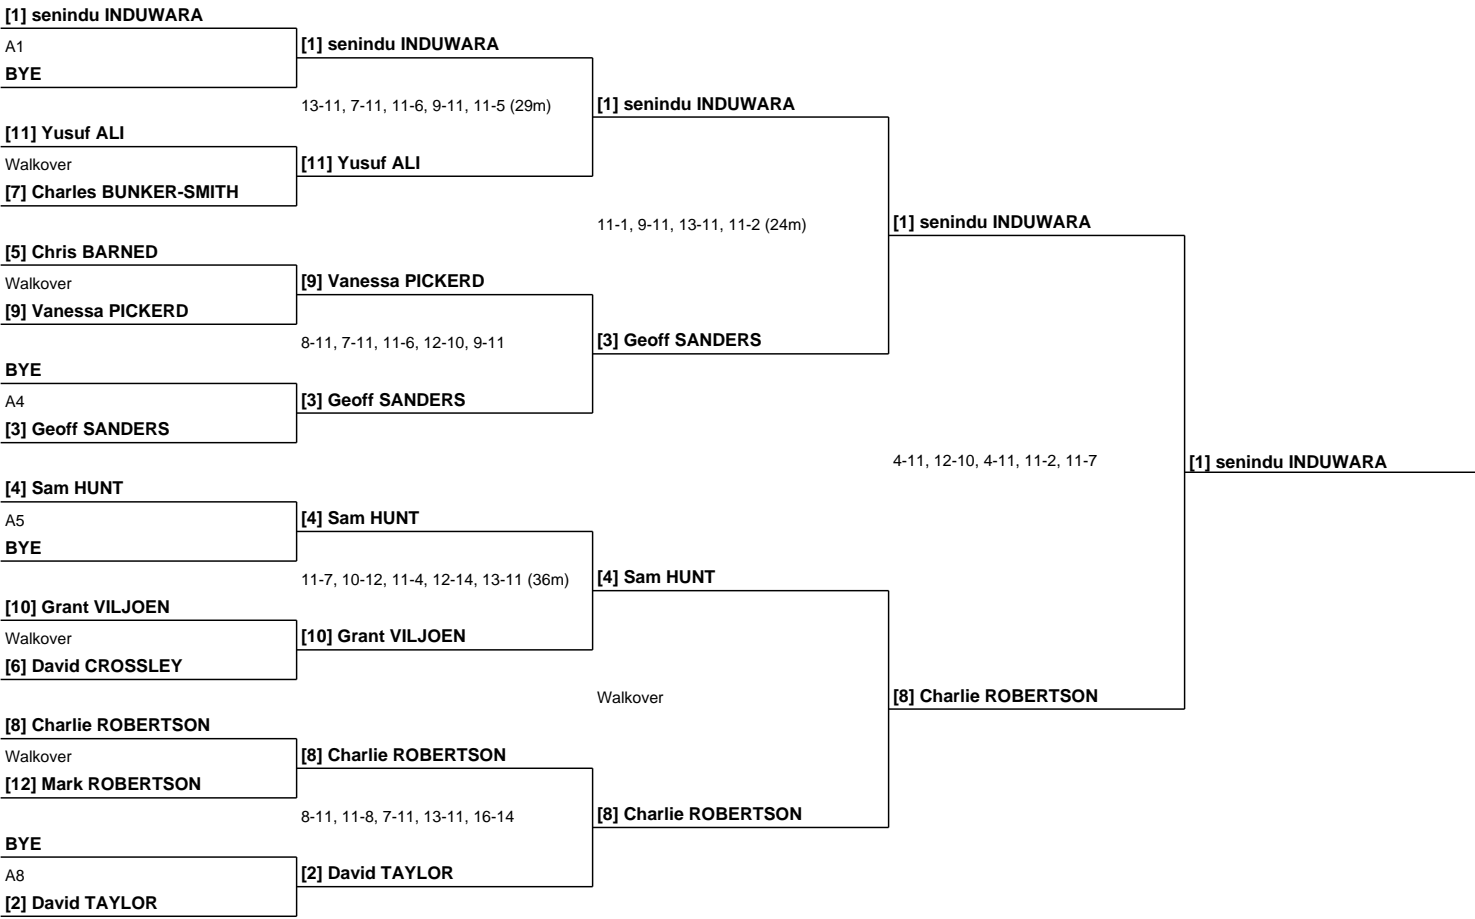 [1] senindu INDUWARA
A1
BYE
[11] Yusuf ALI
Walkover
[7] Charles BUNKER-SMITH
[5] Chris BARNED
Walkover
[9] Vanessa PICKERD
BYE
A4
[3] Geoff SANDERS
[4] Sam HUNT
A5
BYE
[10] Grant VILJOEN
Walkover
[6] David CROSSLEY
[8] Charlie ROBERTSON
Walkover
[12] Mark ROBERTSON
BYE
A8
[2] David TAYLOR
[1] senindu INDUWARA
13-11, 7-11, 11-6, 9-11, 11-5 (29m)
[11] Yusuf ALI
[9] Vanessa PICKERD
8-11, 7-11, 11-6, 12-10, 9-11
[3] Geoff SANDERS
[4] Sam HUNT
11-7, 10-12, 11-4, 12-14, 13-11 (36m)
[10] Grant VILJOEN
[8] Charlie ROBERTSON
8-11, 11-8, 7-11, 13-11, 16-14
[2] David TAYLOR
[1] senindu INDUWARA
11-1, 9-11, 13-11, 11-2 (24m)
[3] Geoff SANDERS
[4] Sam HUNT
Walkover
[8] Charlie ROBERTSON
[1] senindu INDUWARA
4-11, 12-10, 4-11, 11-2, 11-7
[8] Charlie ROBERTSON
[1] senindu INDUWARA